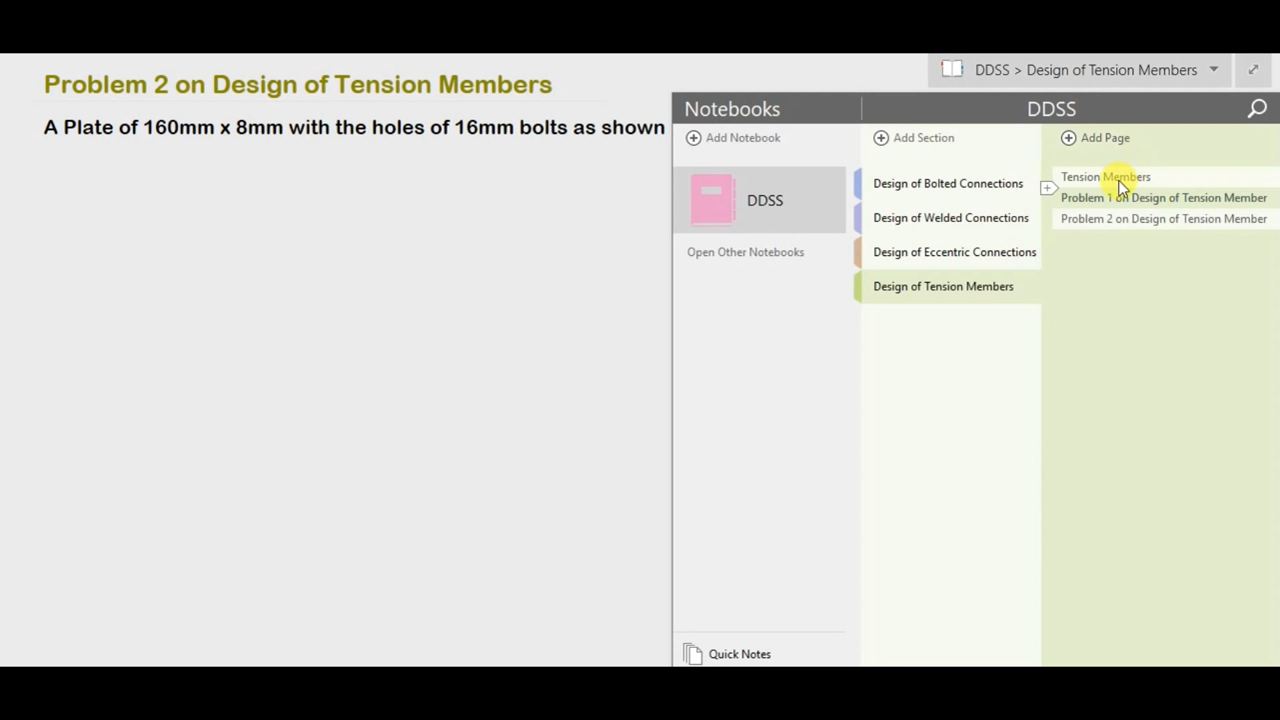 Problem 2 on Design of Tension Members
A Plate of 160mm x 8mm with the holes of 16mm bolts as shown
DDSS > Design of Tension Members
Notebooks
DDSS
Add Notebook
Add Section
Add Page
DDSS
Open Other Notebooks
Design of Bolted Connections
Design of Welded Connections
Design of Eccentric Connections
Design of Tension Members
Tension Members
Problem 1 on Design of Tension Member
Problem 2 on Design of Tension Member
Quick Notes